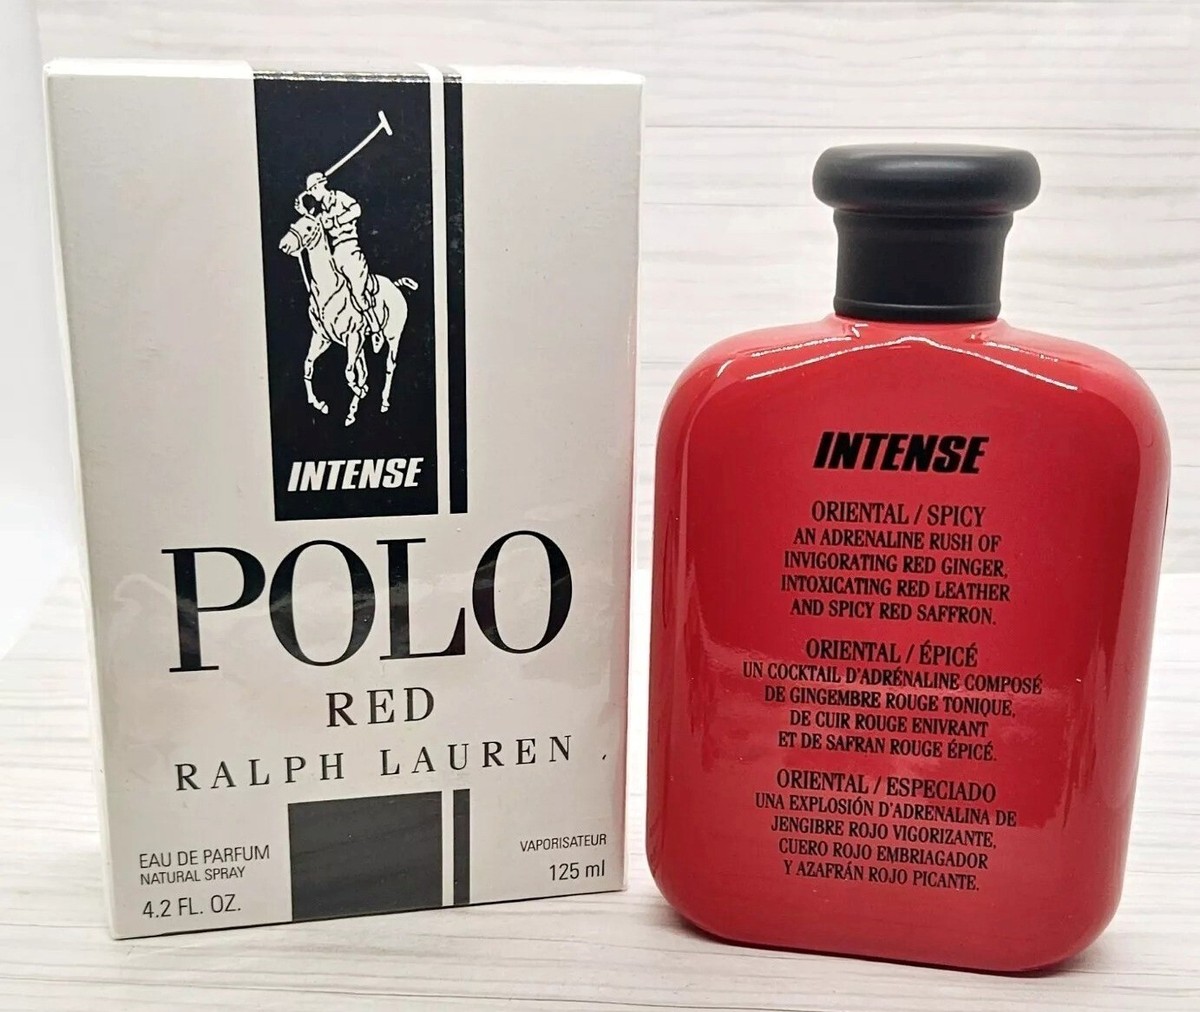 INTENSE
POLO
RED
RALPH LAUREN
EAU DE PARFUM
NATURAL SPRAY
4.2 FL. OZ.
VAPORISATEUR
125 ml
INTENSE
ORIENTAL / SPICY
AN ADRENALINE RUSH OF
INVIGORATING RED GINGER,
INTOXICATING RED LEATHER
AND SPICY RED SAFFRON.
ORIENTAL / ÉPICÉ
UN COCKTAIL D'ADRÉNALINE COMPOSÉ
DE GINGEMBRE ROUGE TONIQUE,
DE CUIR ROUGE ENIVRANT
ET DE SAFRAN ROUGE ÉPICÉ.
ORIENTAL / ESPECIADO
UNA EXPLOSIÓN D'ADRENALINA DE
JENGIBRE ROJO VIGORIZANTE,
CUERO ROJO EMBRIAGADOR
Y AZAFRÁN ROJO PICANTE.